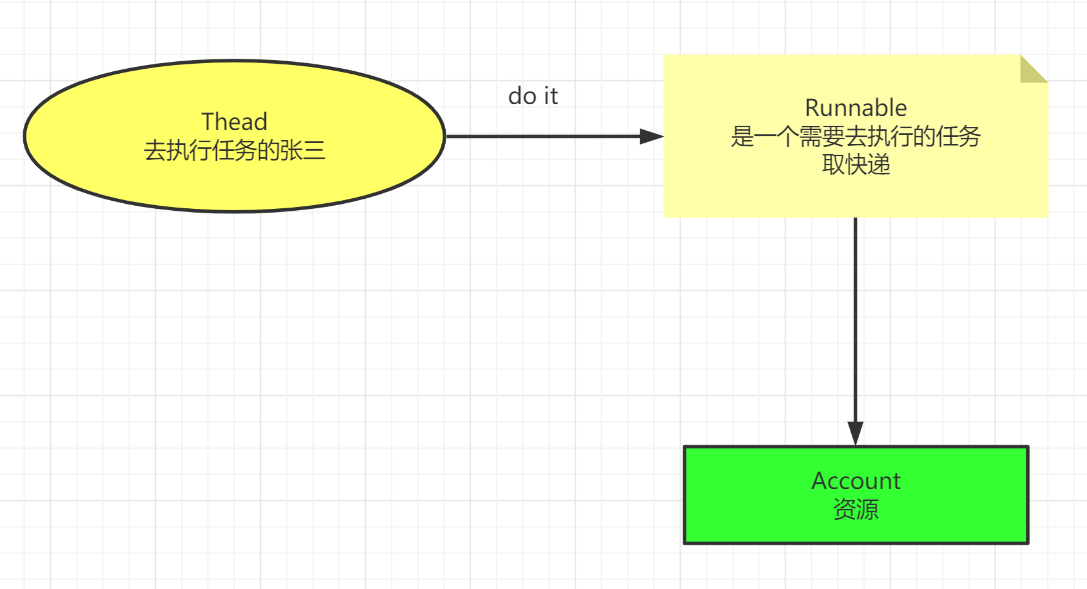 Thead
去执行任务的张三
do it
Runnable
是一个需要去执行的任务
取快递
Account
资源